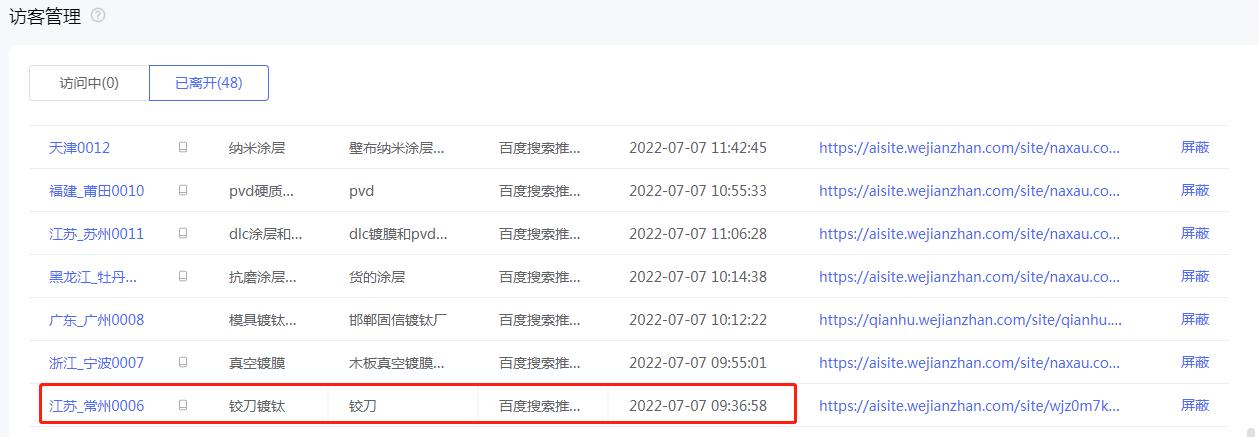 访客管理
访问中(0) 已离开(48)
天津0012 纳米涂层 壁布纳米涂层... 百度搜索推... 2022-07-07 11:42:45 https://aisite.wejianzhan.com/site/naxau.co... 屏蔽
福建_莆田0010 pvd硬质... pvd 百度搜索推... 2022-07-07 10:55:33 https://aisite.wejianzhan.com/site/naxau.co... 屏蔽
江苏_苏州0011 dlc涂层和... dlc镀膜和pvd... 百度搜索推... 2022-07-07 11:06:28 https://aisite.wejianzhan.com/site/naxau.co... 屏蔽
黑龙江_牡丹... 抗磨涂层... 货的涂层 百度搜索推... 2022-07-07 10:14:38 https://aisite.wejianzhan.com/site/naxau.co... 屏蔽
广东_广州0008 模具镀钛... 邯郸固信镀钛厂 百度搜索推... 2022-07-07 10:12:22 https://qianhu.wejianzhan.com/site/qianhu.... 屏蔽
浙江_宁波0007 真空镀膜 木板真空镀膜... 百度搜索推... 2022-07-07 09:55:01 https://aisite.wejianzhan.com/site/naxau.co... 屏蔽
江苏_常州0006 铰刀镀钛 铰刀 百度搜索推... 2022-07-07 09:36:58 https://aisite.wejianzhan.com/site/wjz0m7k... 屏蔽